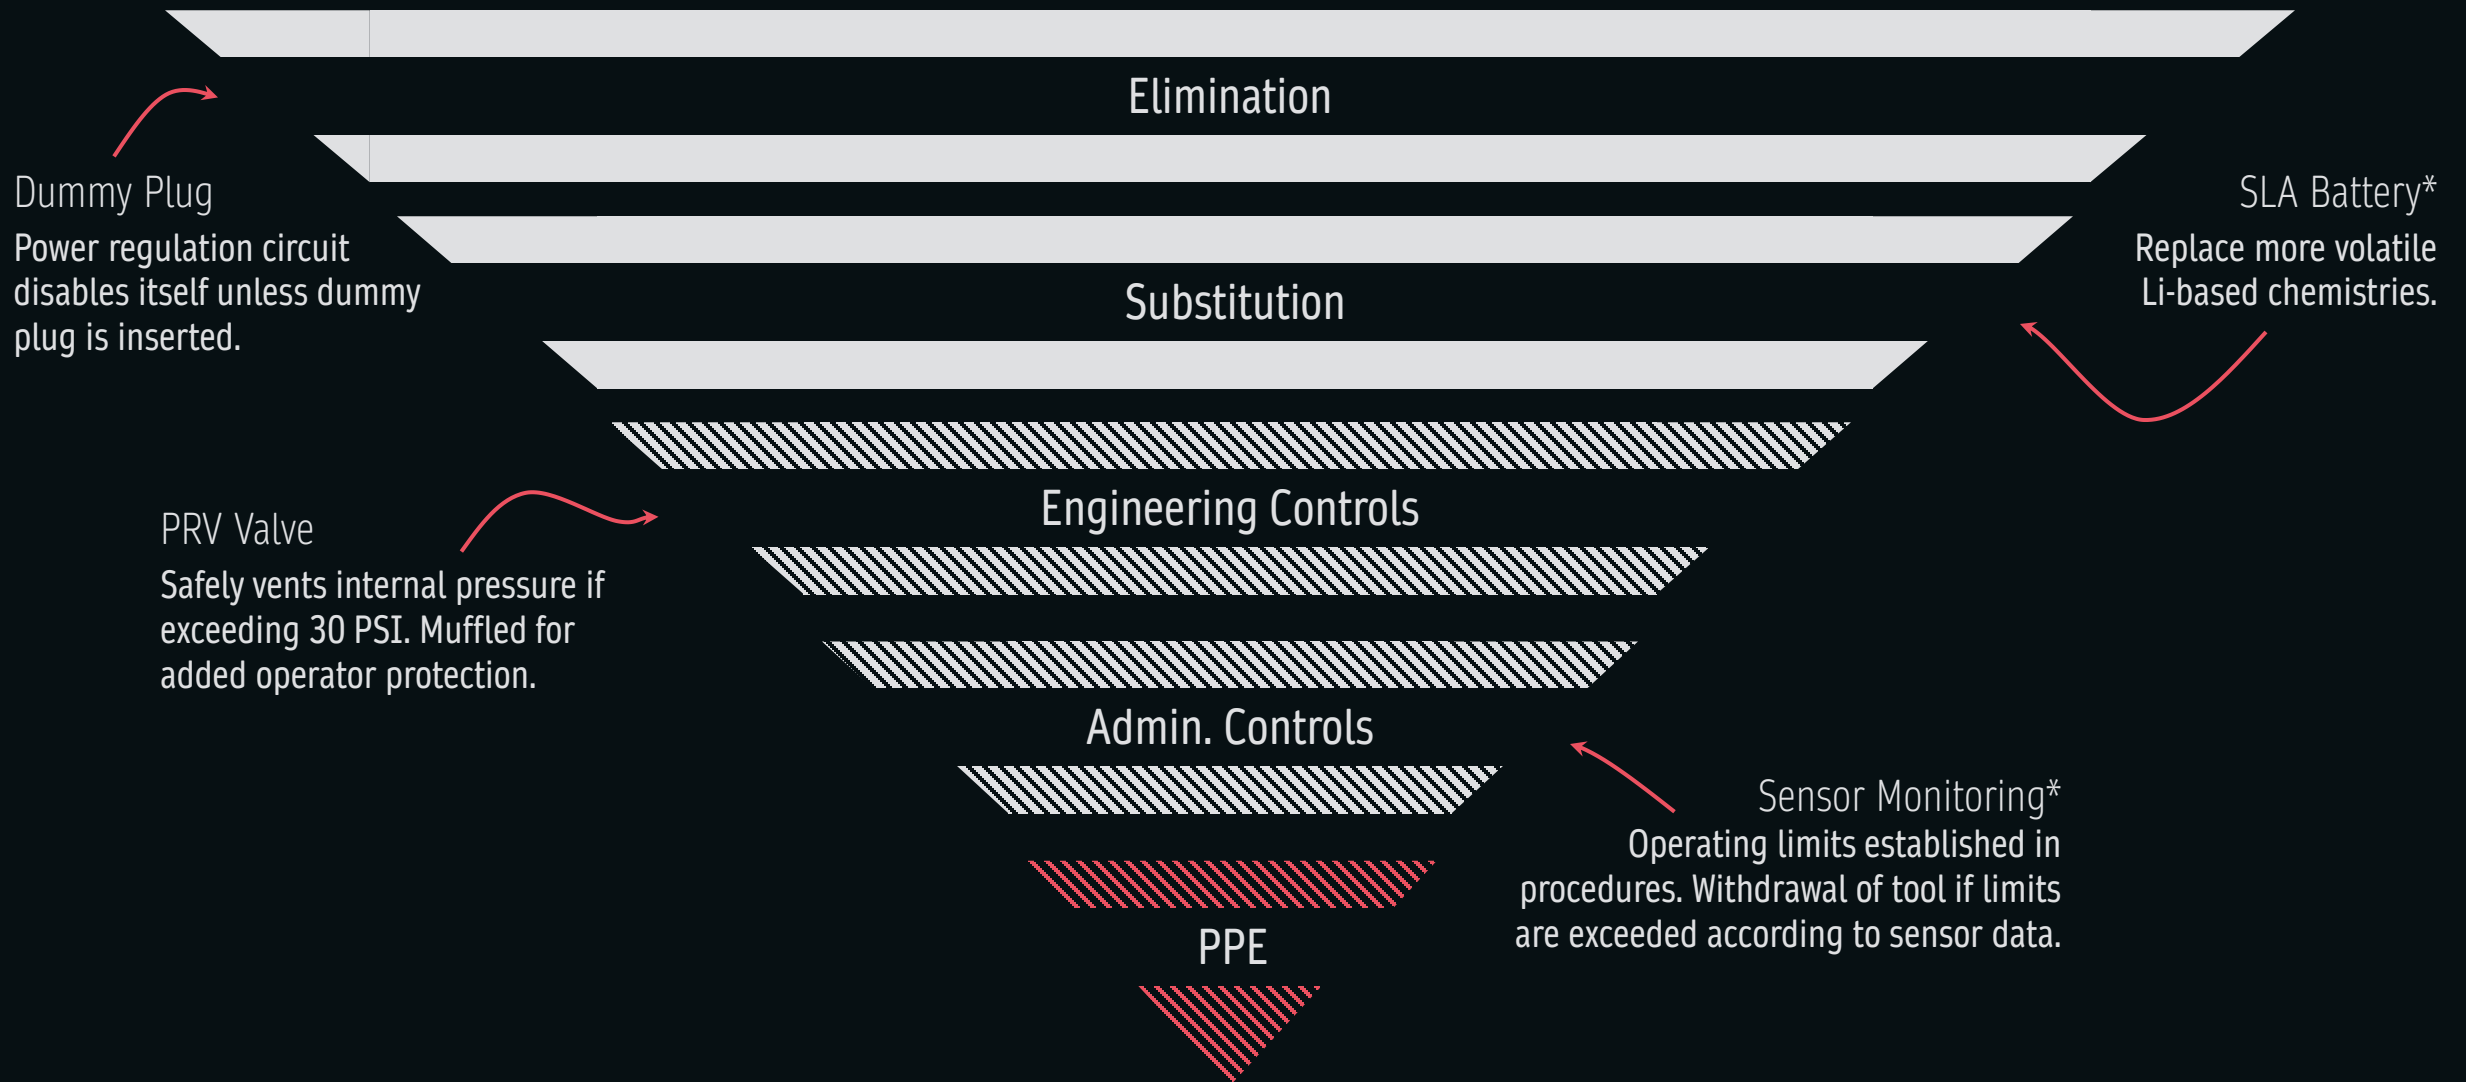 Elimination
Dummy Plug
Power regulation circuit
disables itself unless dummy
plug is inserted.
SLA Battery*
Replace more volatile
Li-based chemistries.
Substitution
Engineering Controls
PRV Valve
Safely vents internal pressure if
exceeding 30 PSI. Muffled for
added operator protection.
Admin. Controls
Sensor Monitoring*
Operating limits established in
procedures. Withdrawal of tool if limits
are exceeded according to sensor data.
PPE